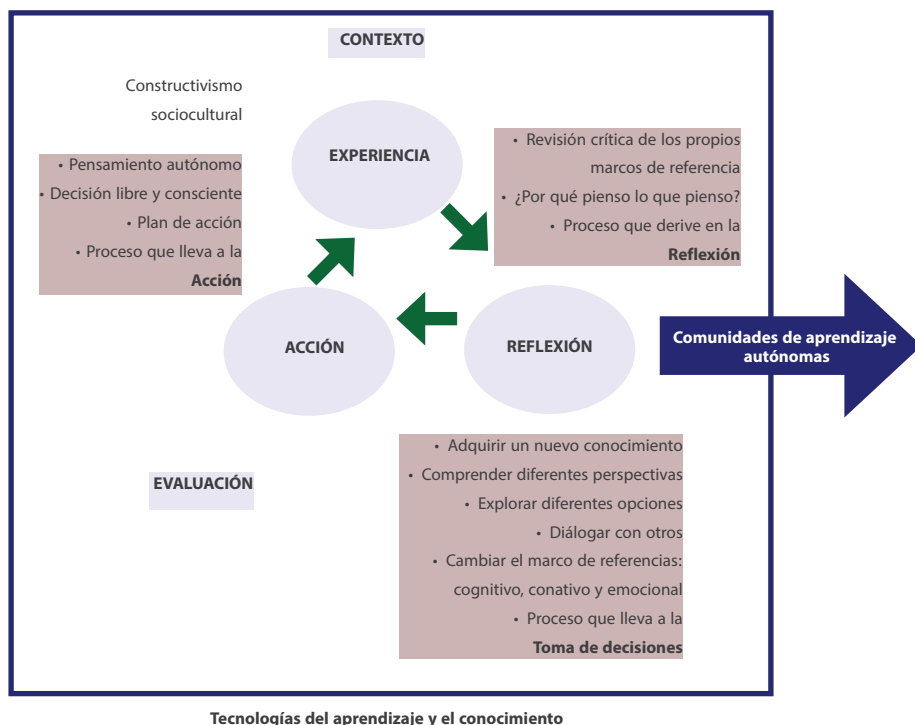 CONTEXTO
Constructivismo
sociocultural
EXPERIENCIA
• Pensamiento autónomo
• Decisión libre y consciente
• Plan de acción
• Proceso que lleva a la
Acción
• Revisión crítica de los propios
marcos de referencia
• ¿Por qué pienso lo que pienso?
• Proceso que derive en la
Reflexión
ACCIÓN
REFLEXIÓN
Comunidades de aprendizaje
autónomas
EVALUACIÓN
• Adquirir un nuevo conocimiento
• Comprender diferentes perspectivas
• Explorar diferentes opciones
• Diálogar con otros
• Cambiar el marco de referencias:
cognitivo, conativo y emocional
• Proceso que lleva a la
Toma de decisiones
Tecnologías del aprendizaje y el conocimiento